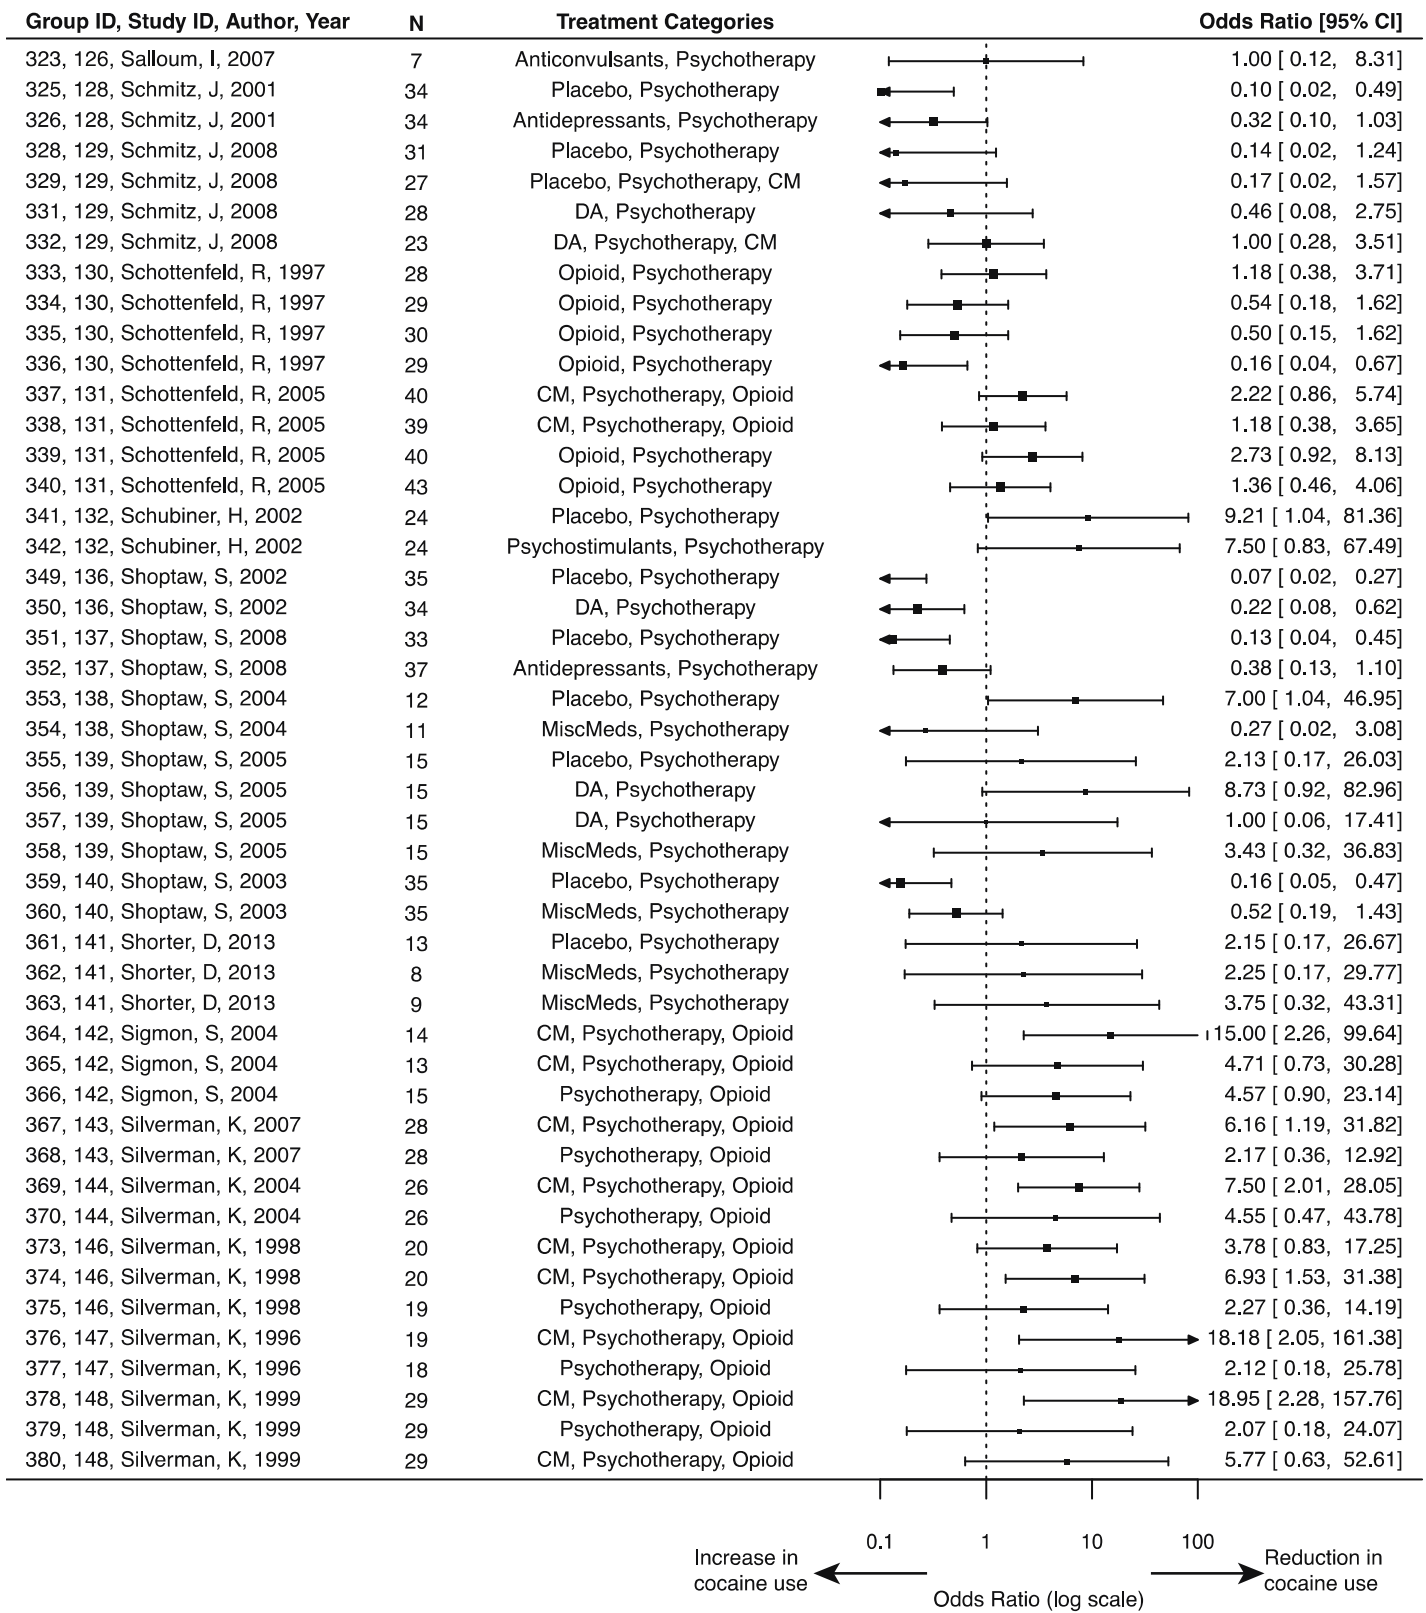 Group ID, Study ID, Author, Year N Treatment Categories Odds Ratio [95% CI]
323, 126, Salloum, I, 2007 7 Anticonvulsants, Psychotherapy 1.00 [ 0.12, 8.31]
325, 128, Schmitz, J, 2001 34 Placebo, Psychotherapy 0.10 [ 0.02, 0.49]
326, 128, Schmitz, J, 2001 34 Antidepressants, Psychotherapy 0.32 [ 0.10, 1.03]
328, 129, Schmitz, J, 2008 31 Placebo, Psychotherapy 0.14 [ 0.02, 1.24]
329, 129, Schmitz, J, 2008 27 Placebo, Psychotherapy, CM 0.17 [ 0.02, 1.57]
331, 129, Schmitz, J, 2008 28 DA, Psychotherapy 0.46 [ 0.08, 2.75]
332, 129, Schmitz, J, 2008 23 DA, Psychotherapy, CM 1.00 [ 0.28, 3.51]
333, 130, Schottenfeld, R, 1997 28 Opioid, Psychotherapy 1.18 [ 0.38, 3.71]
334, 130, Schottenfeld, R, 1997 29 Opioid, Psychotherapy 0.54 [ 0.18, 1.62]
335, 130, Schottenfeld, R, 1997 30 Opioid, Psychotherapy 0.50 [ 0.15, 1.62]
336, 130, Schottenfeld, R, 1997 29 Opioid, Psychotherapy 0.16 [ 0.04, 0.67]
337, 131, Schottenfeld, R, 2005 40 CM, Psychotherapy, Opioid 2.22 [ 0.86, 5.74]
338, 131, Schottenfeld, R, 2005 39 CM, Psychotherapy, Opioid 1.18 [ 0.38, 3.65]
339, 131, Schottenfeld, R, 2005 40 Opioid, Psychotherapy 2.73 [ 0.92, 8.13]
340, 131, Schottenfeld, R, 2005 43 Opioid, Psychotherapy 1.36 [ 0.46, 4.06]
341, 132, Schubiner, H, 2002 24 Placebo, Psychotherapy 9.21 [ 1.04, 81.36]
342, 132, Schubiner, H, 2002 24 Psychostimulants, Psychotherapy 7.50 [ 0.83, 67.49]
349, 136, Shoptaw, S, 2002 35 Placebo, Psychotherapy 0.07 [ 0.02, 0.27]
350, 136, Shoptaw, S, 2002 34 DA, Psychotherapy 0.22 [ 0.08, 0.62]
351, 137, Shoptaw, S, 2008 33 Placebo, Psychotherapy 0.13 [ 0.04, 0.45]
352, 137, Shoptaw, S, 2008 37 Antidepressants, Psychotherapy 0.38 [ 0.13, 1.10]
353, 138, Shoptaw, S, 2004 12 Placebo, Psychotherapy 7.00 [ 1.04, 46.95]
354, 138, Shoptaw, S, 2004 11 MiscMeds, Psychotherapy 0.27 [ 0.02, 3.08]
355, 139, Shoptaw, S, 2005 15 Placebo, Psychotherapy 2.13 [ 0.17, 26.03]
356, 139, Shoptaw, S, 2005 15 DA, Psychotherapy 8.73 [ 0.92, 82.96]
357, 139, Shoptaw, S, 2005 15 DA, Psychotherapy 1.00 [ 0.06, 17.41]
358, 139, Shoptaw, S, 2005 15 MiscMeds, Psychotherapy 3.43 [ 0.32, 36.83]
359, 140, Shoptaw, S, 2003 35 Placebo, Psychotherapy 0.16 [ 0.05, 0.47]
360, 140, Shoptaw, S, 2003 35 MiscMeds, Psychotherapy 0.52 [ 0.19, 1.43]
361, 141, Shorter, D, 2013 13 Placebo, Psychotherapy 2.15 [ 0.17, 26.67]
362, 141, Shorter, D, 2013 8 MiscMeds, Psychotherapy 2.25 [ 0.17, 29.77]
363, 141, Shorter, D, 2013 9 MiscMeds, Psychotherapy 3.75 [ 0.32, 43.31]
364, 142, Sigmon, S, 2004 14 CM, Psychotherapy, Opioid 15.00 [ 2.26, 99.64]
365, 142, Sigmon, S, 2004 13 CM, Psychotherapy, Opioid 4.71 [ 0.73, 30.28]
366, 142, Sigmon, S, 2004 15 Psychotherapy, Opioid 4.57 [ 0.90, 23.14]
367, 143, Silverman, K, 2007 28 CM, Psychotherapy, Opioid 6.16 [ 1.19, 31.82]
368, 143, Silverman, K, 2007 28 Psychotherapy, Opioid 2.17 [ 0.36, 12.92]
369, 144, Silverman, K, 2004 26 CM, Psychotherapy, Opioid 7.50 [ 2.01, 28.05]
370, 144, Silverman, K, 2004 26 Psychotherapy, Opioid 4.55 [ 0.47, 43.78]
373, 146, Silverman, K, 1998 20 CM, Psychotherapy, Opioid 3.78 [ 0.83, 17.25]
374, 146, Silverman, K, 1998 20 CM, Psychotherapy, Opioid 6.93 [ 1.53, 31.38]
375, 146, Silverman, K, 1998 19 Psychotherapy, Opioid 2.27 [ 0.36, 14.19]
376, 147, Silverman, K, 1996 19 CM, Psychotherapy, Opioid 18.18 [ 2.05, 161.38]
377, 147, Silverman, K, 1996 18 Psychotherapy, Opioid 2.12 [ 0.18, 25.78]
378, 148, Silverman, K, 1999 29 CM, Psychotherapy, Opioid 18.95 [ 2.28, 157.76]
379, 148, Silverman, K, 1999 29 Psychotherapy, Opioid 2.07 [ 0.18, 24.07]
380, 148, Silverman, K, 1999 29 CM, Psychotherapy, Opioid 5.77 [ 0.63, 52.61]
0.1 1 10 100
Increase in Reduction in
cocaine use cocaine use
Odds Ratio (log scale)